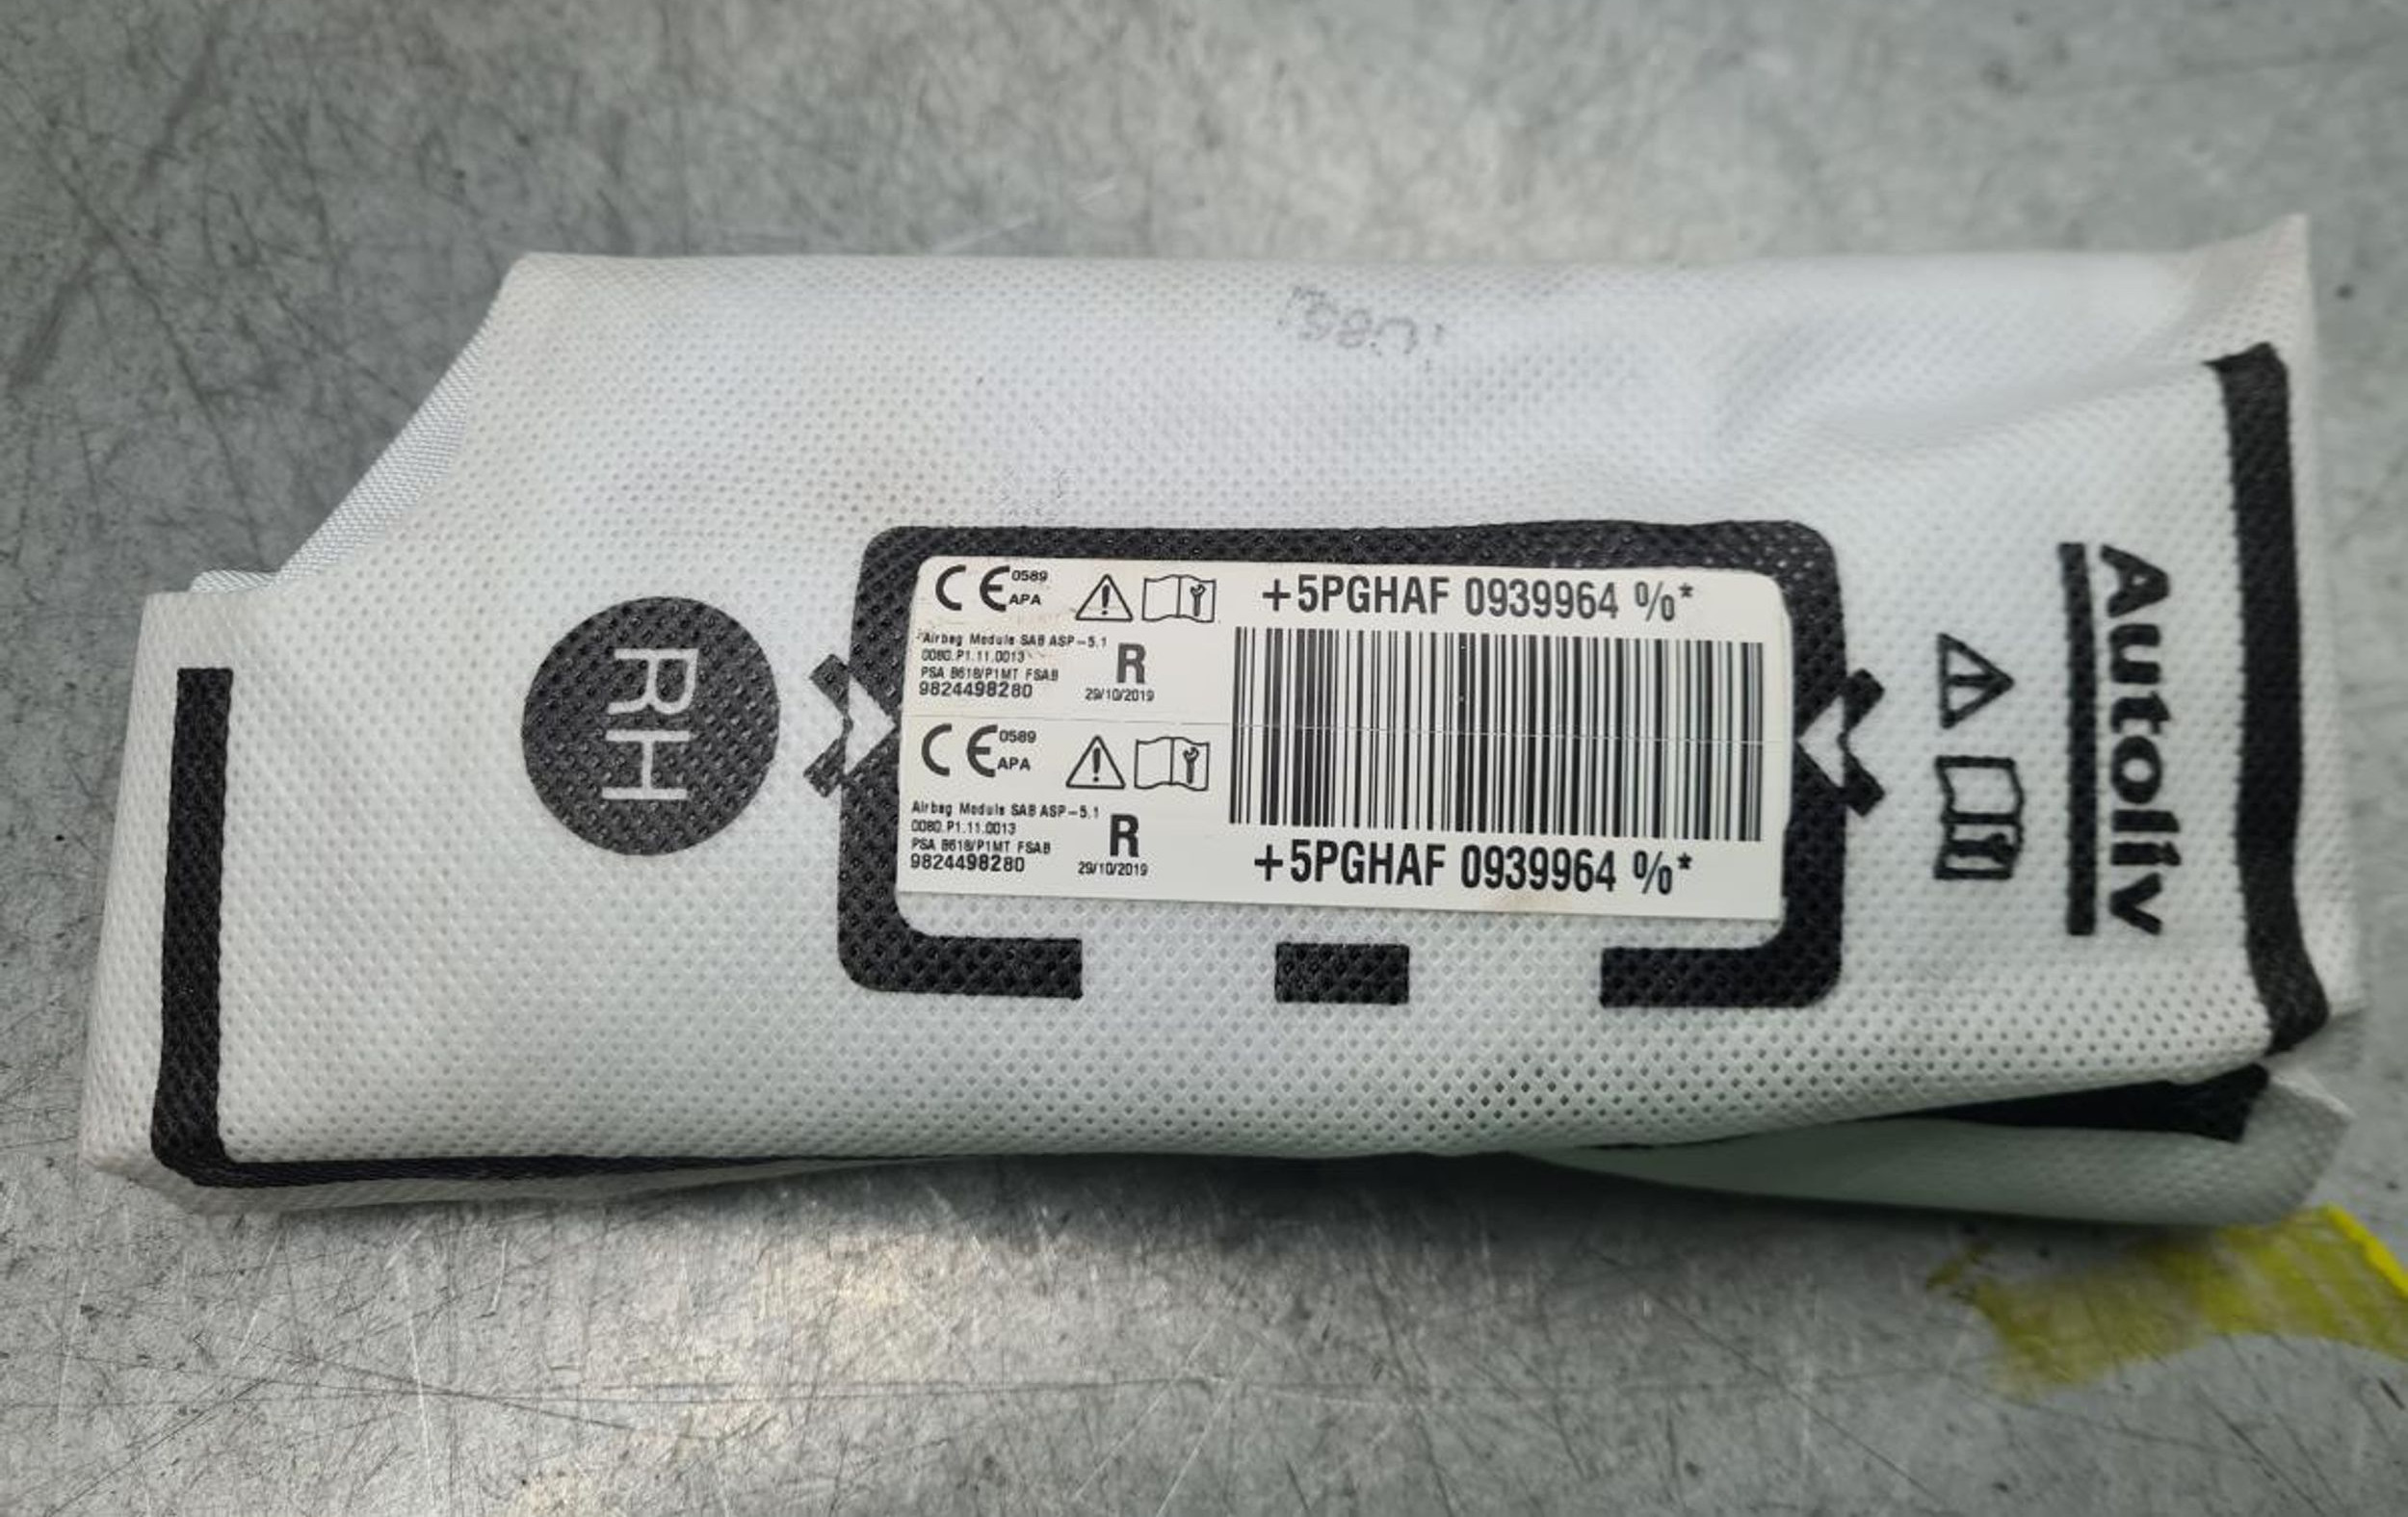 RH
CE 0589
APA
+5PGHAF 0939964 %*
Airbag Module SAB ASP-5.1
0080.P1.11.0013
PSA B618/P1MT FSAB
9824498280
R
29/10/2019
CE 0589
APA
Airbag Module SAB ASP-5.1
0080.P1.11.0013
PSA B618/P1MT FSAB
9824498280
R
29/10/2019
+5PGHAF 0939964 %*
Autoliv